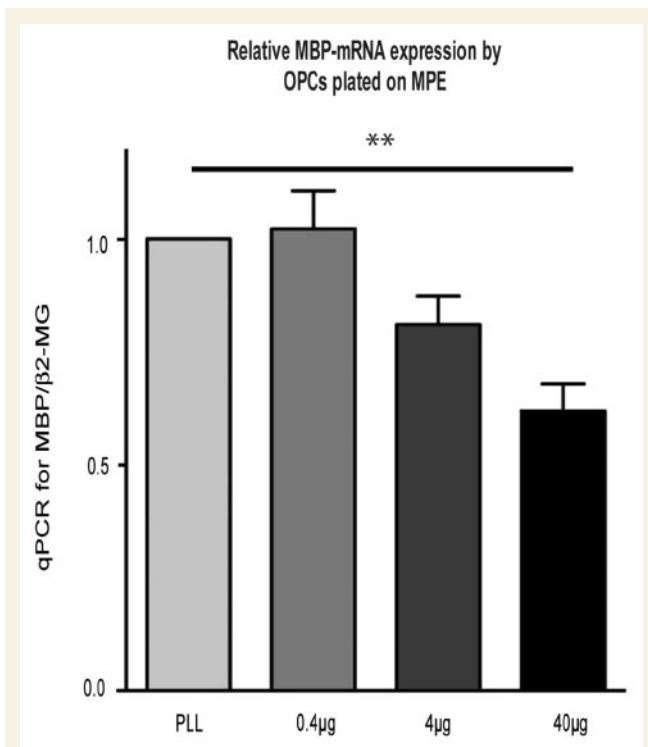 Relative MBP-mRNA expression by
OPCs plated on MPE
**
1.0
0.5
0.0
qPCR for MBP/β2-MG
PLL 0.4μg 4μg 40μg